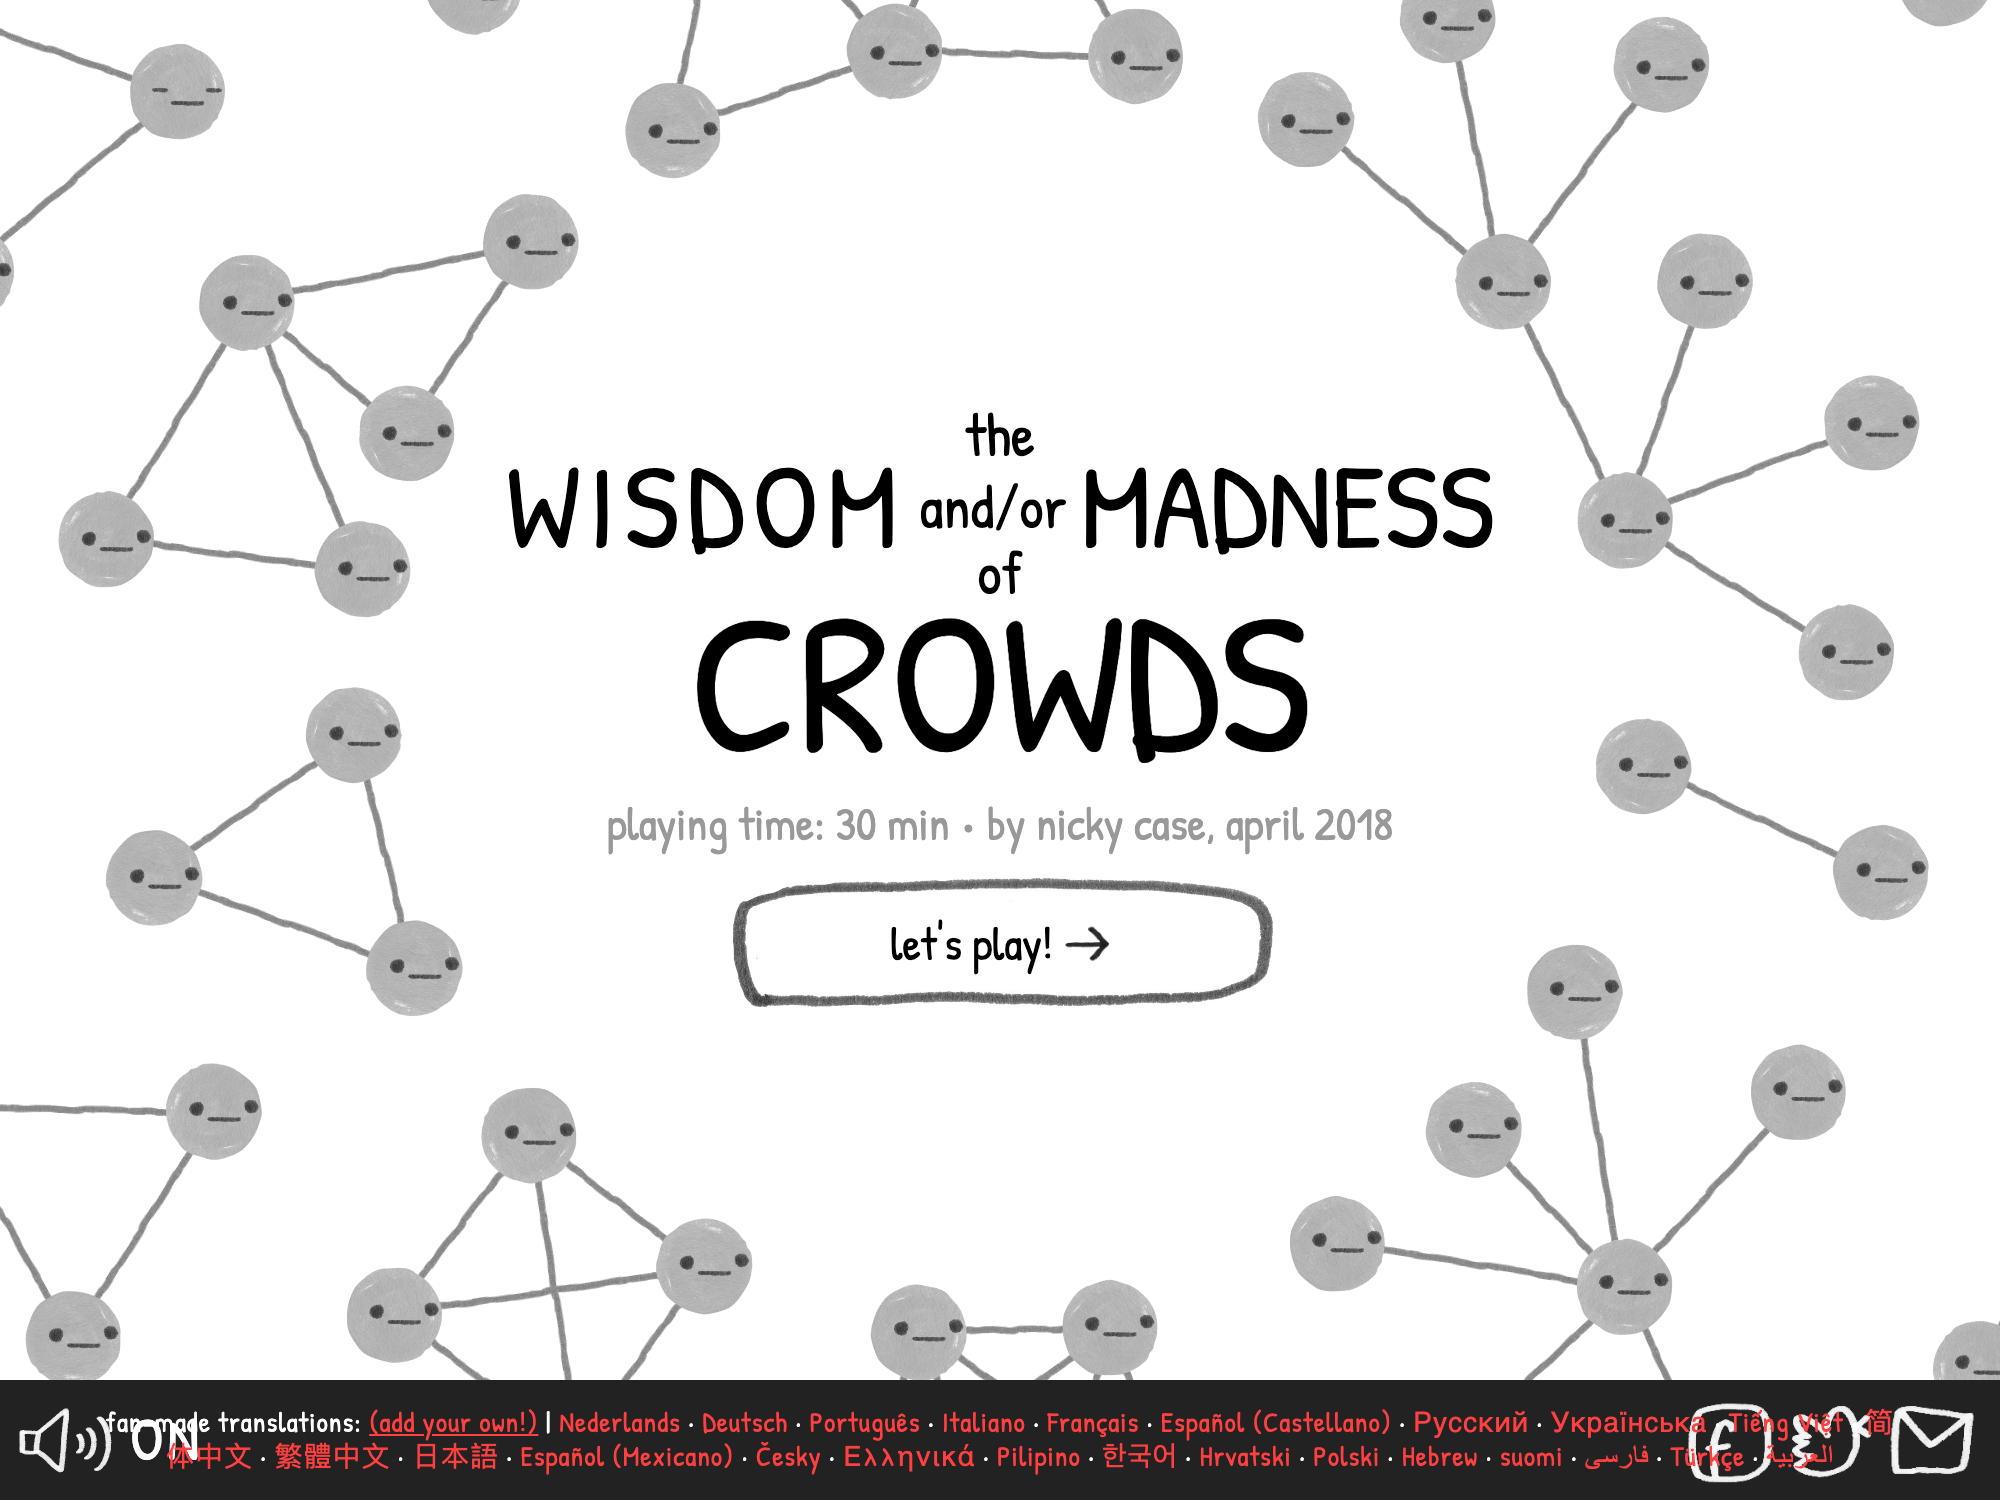 the
WISDOM and/or MADNESS
of
CROWDS
playing time: 30 min • by nicky case, april 2018
let's play! →
ON
fan-made translations: (add your own!) | Nederlands · Deutsch · Português · Italiano · Français · Español (Castellano) · Русский · Українська · Tiếng Việt · 简
体中文 · 繁體中文 · 日本語 · Español (Mexicano) · Česky · Ελληνικά · Pilipino · 한국어 · Hrvatski · Polski · Hebrew · suomi · فارسی · Türkçe · العربية